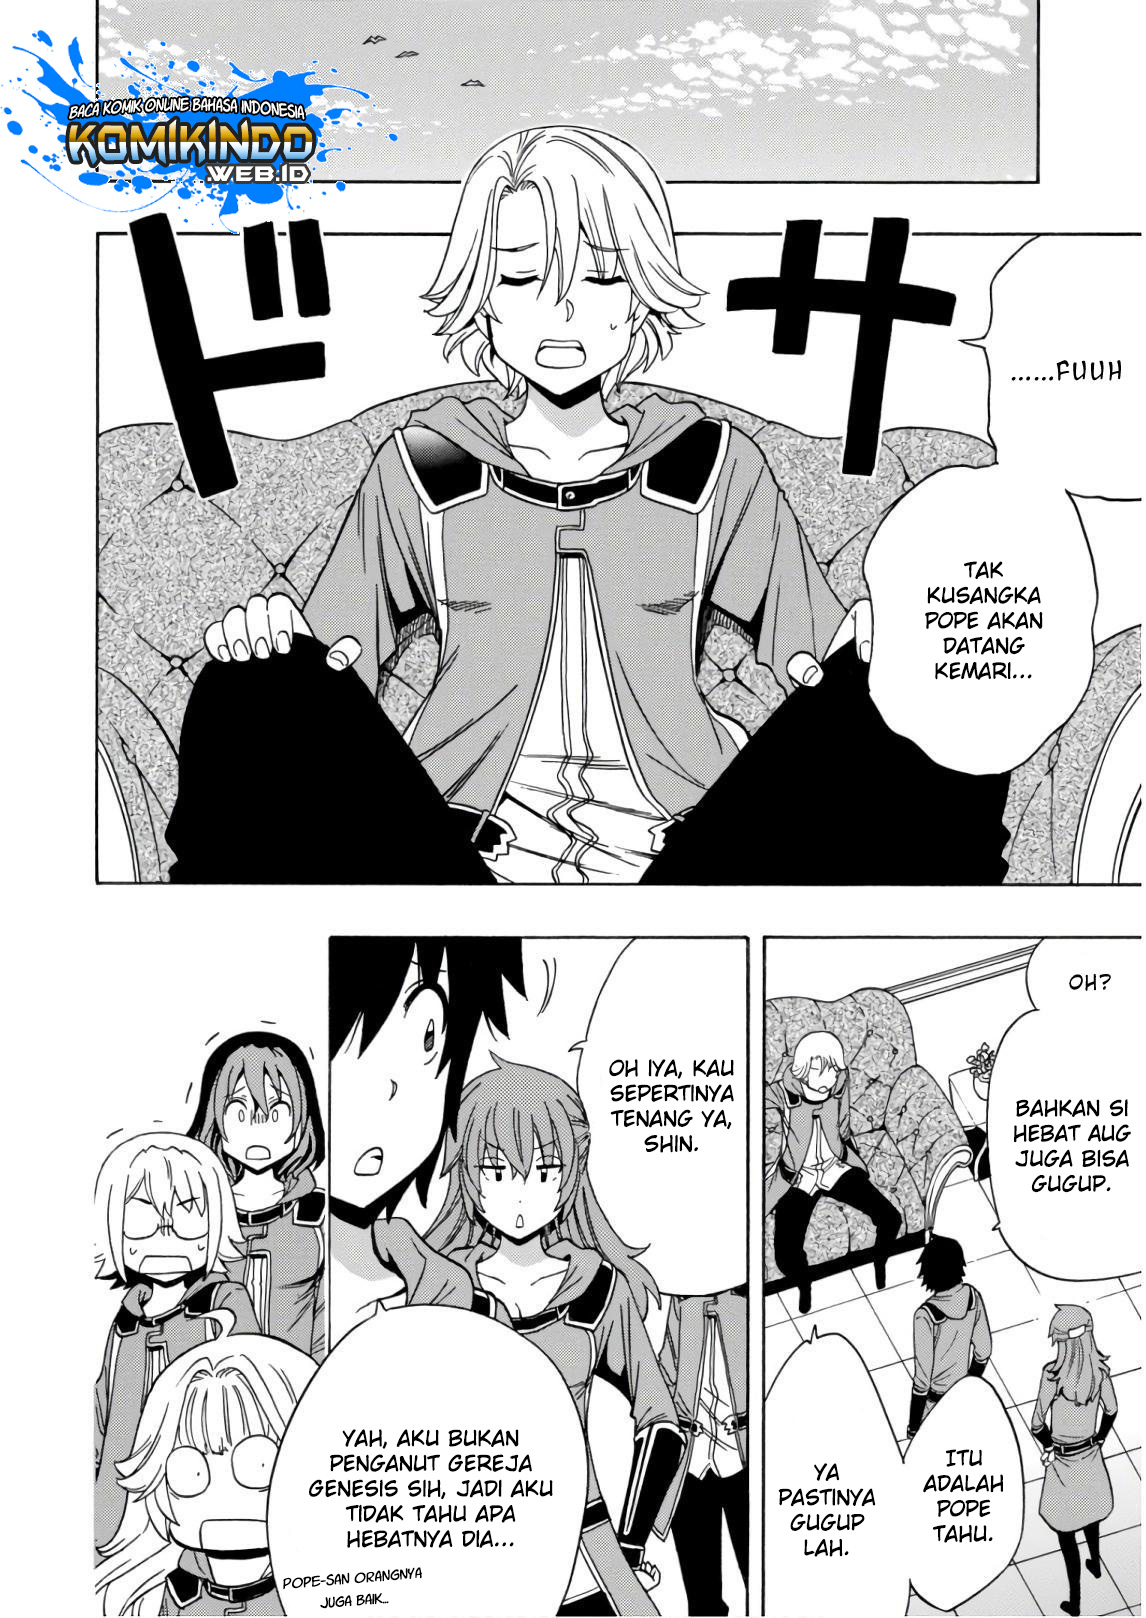 BACA KOMIK ONLINE BAHASA INDONESIA
KOMIKINDO
.WEB.ID
ドサ
......FUUH
TAK
KUSANGKA
POPE AKAN
DATANG
KEMARI...
OH?
BAHKAN SI
HEBAT AUG
JUGA BISA
GUGUP.
ITU
ADALAH
POPE
TAHU.
YA
PASTINYA
GUGUP
LAH.
OH IYA, KAU
SEPERTINYA
TENANG YA,
SHIN.
YAH, AKU BUKAN
PENGANUT GEREJA
GENESIS SIH, JADI AKU
TIDAK TAHU APA
HEBATNYA DIA...
POPE-SAN ORANGNYA
JUGA BAIK...